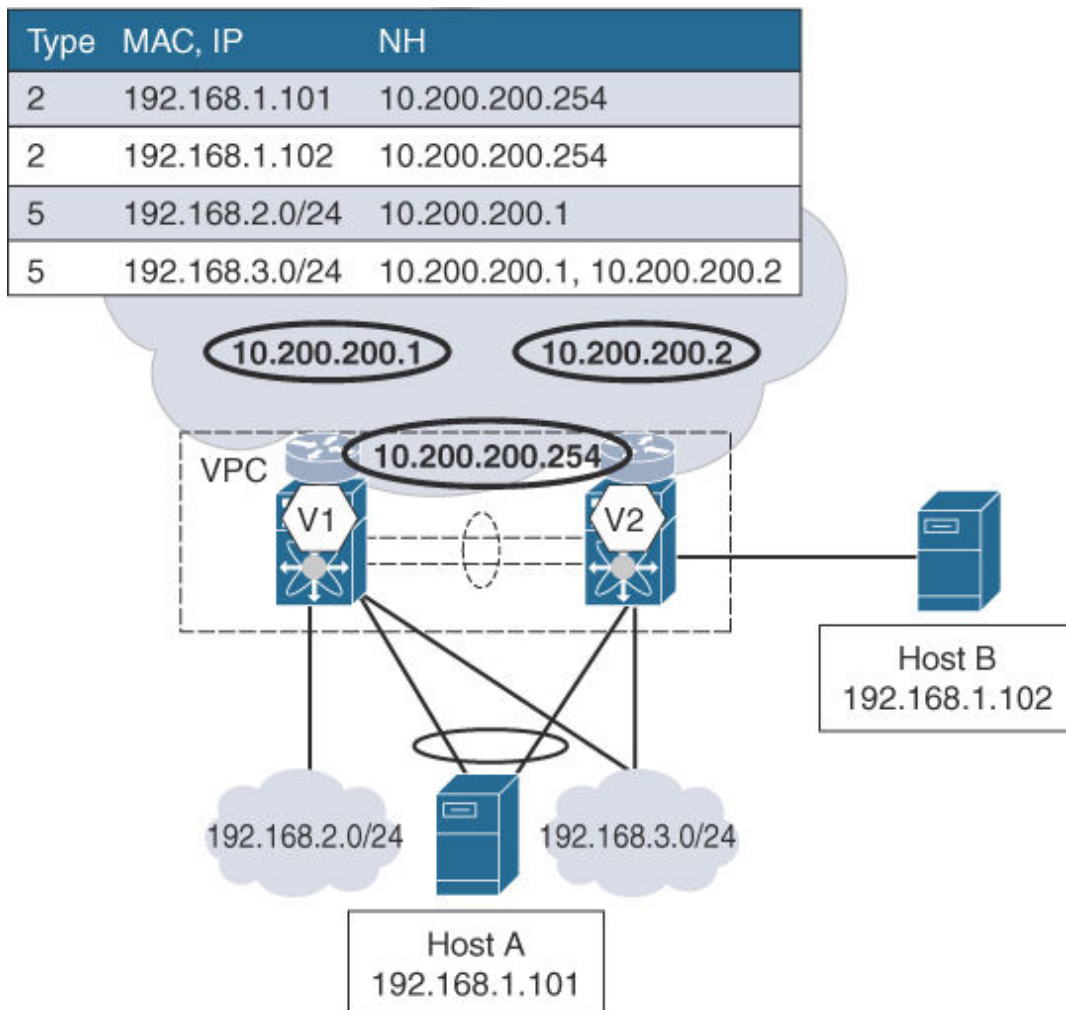 Type MAC, IP NH
2 192.168.1.101 10.200.200.254
2 192.168.1.102 10.200.200.254
5 192.168.2.0/24 10.200.200.1
5 192.168.3.0/24 10.200.200.1, 10.200.200.2
10.200.200.1 10.200.200.2
10.200.200.254
VPC
V1 V2
Host B
192.168.1.102
192.168.2.0/24 192.168.3.0/24
Host A
192.168.1.101